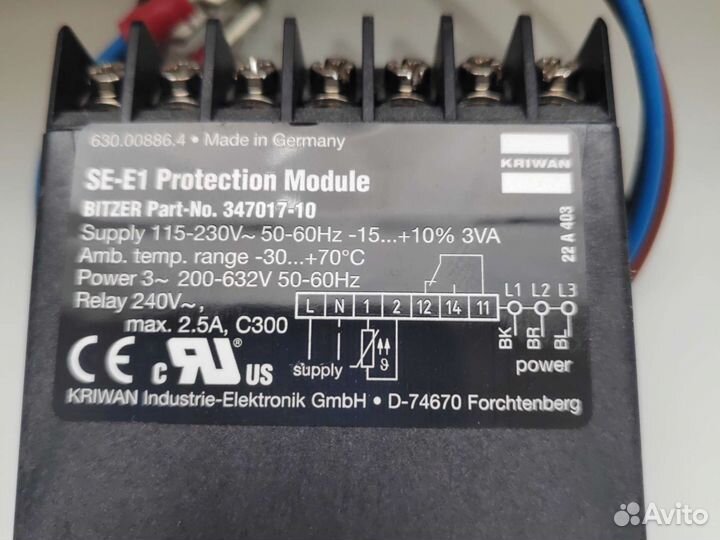 630.00886.4 • Made in Germany
KRIWAN
SE-E1 Protection Module
BITZER Part-No. 347017-10
Supply 115-230V~ 50-60Hz -15...+10% 3VA
Amb. temp. range -30...+70°C
Power 3~ 200-632V 50-60Hz
Relay 240V~,
max. 2.5A, C300
22 A 403
L N 1 2 12 14 11 L1 L2 L3
BK BR BL
supply ϑ power
CE c RU ® US
KRIWAN Industrie-Elektronik GmbH • D-74670 Forchtenberg
Avito